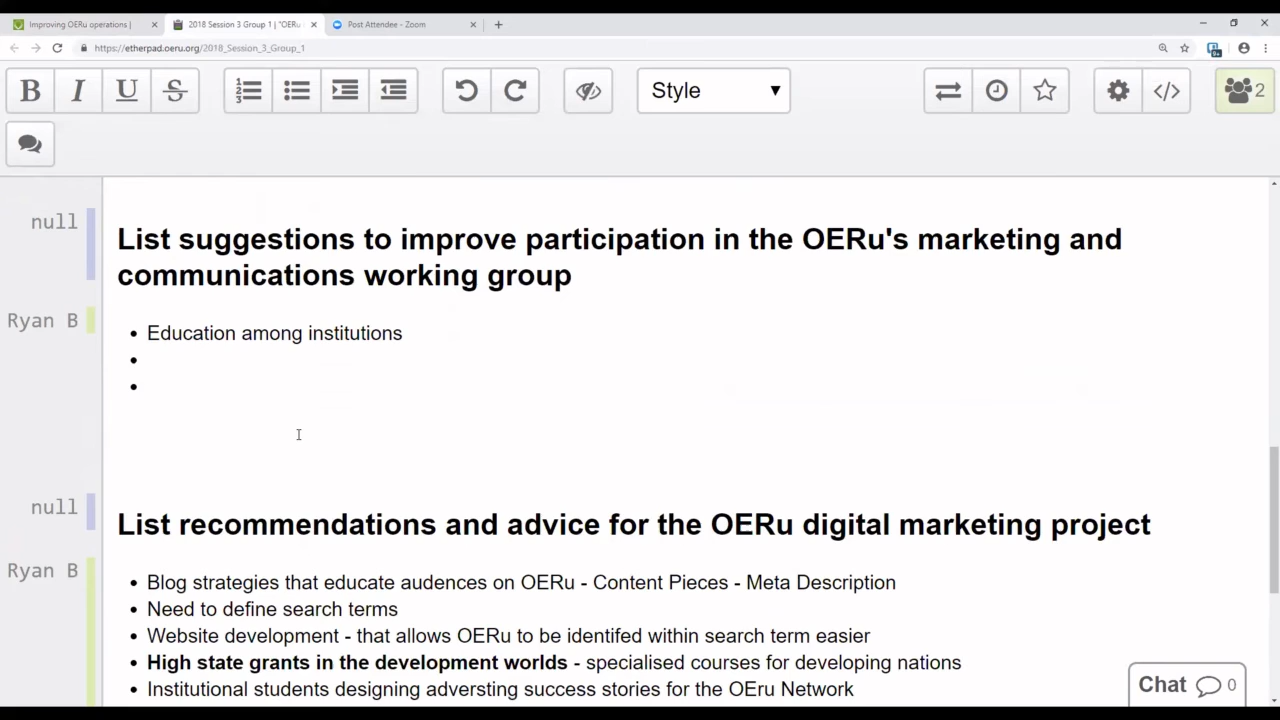 Improving OERu operations |
2018 Session 3 Group 1 | "OERu
Post Attendee - Zoom
https://etherpad.oeru.org/2018_Session_3_Group_1
B I U S
Style
2
null
List suggestions to improve participation in the OERu's marketing and
communications working group
Ryan B
Education among institutions
null
List recommendations and advice for the OERu digital marketing project
Ryan B
Blog strategies that educate audences on OERu - Content Pieces - Meta Description
Need to define search terms
Website development - that allows OERu to be identifed within search term easier
High state grants in the development worlds - specialised courses for developing nations
Institutional students designing adversting success stories for the OEru Network
Chat 0